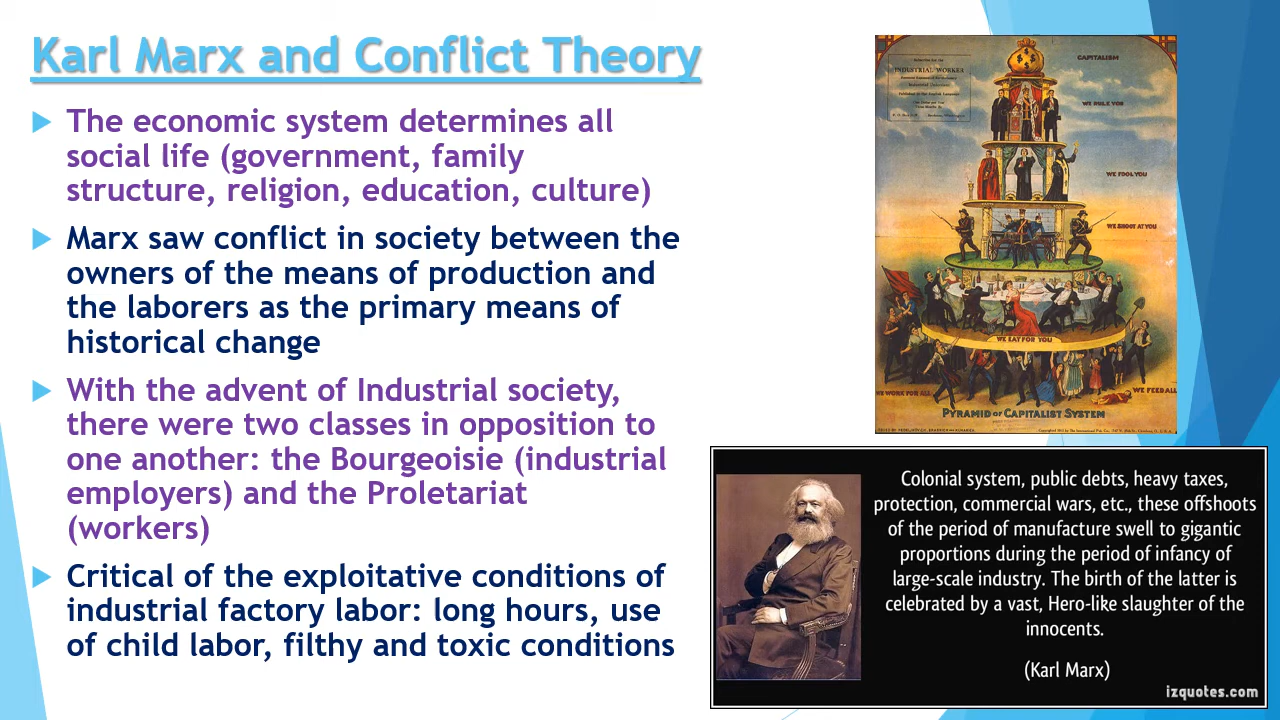 Karl Marx and Conflict Theory
The economic system determines all
social life (government, family
structure, religion, education, culture)
Marx saw conflict in society between the
owners of the means of production and
the laborers as the primary means of
historical change
With the advent of Industrial society,
there were two classes in opposition to
one another: the Bourgeoisie (industrial
employers) and the Proletariat
(workers)
Critical of the exploitative conditions of
industrial factory labor: long hours, use
of child labor, filthy and toxic conditions
INDUSTRIAL WORKER
CAPITALISM
WE RULE YOU
WE FOOL YOU
WE SHOOT AT YOU
WE EAT FOR YOU
WE WORK FOR ALL
WE FEED ALL
PYRAMID OF CAPITALIST SYSTEM
Colonial system, public debts, heavy taxes,
protection, commercial wars, etc., these offshoots
of the period of manufacture swell to gigantic
proportions during the period of infancy of
large-scale industry. The birth of the latter is
celebrated by a vast, Hero-like slaughter of the
innocents.
(Karl Marx)
izquotes.com